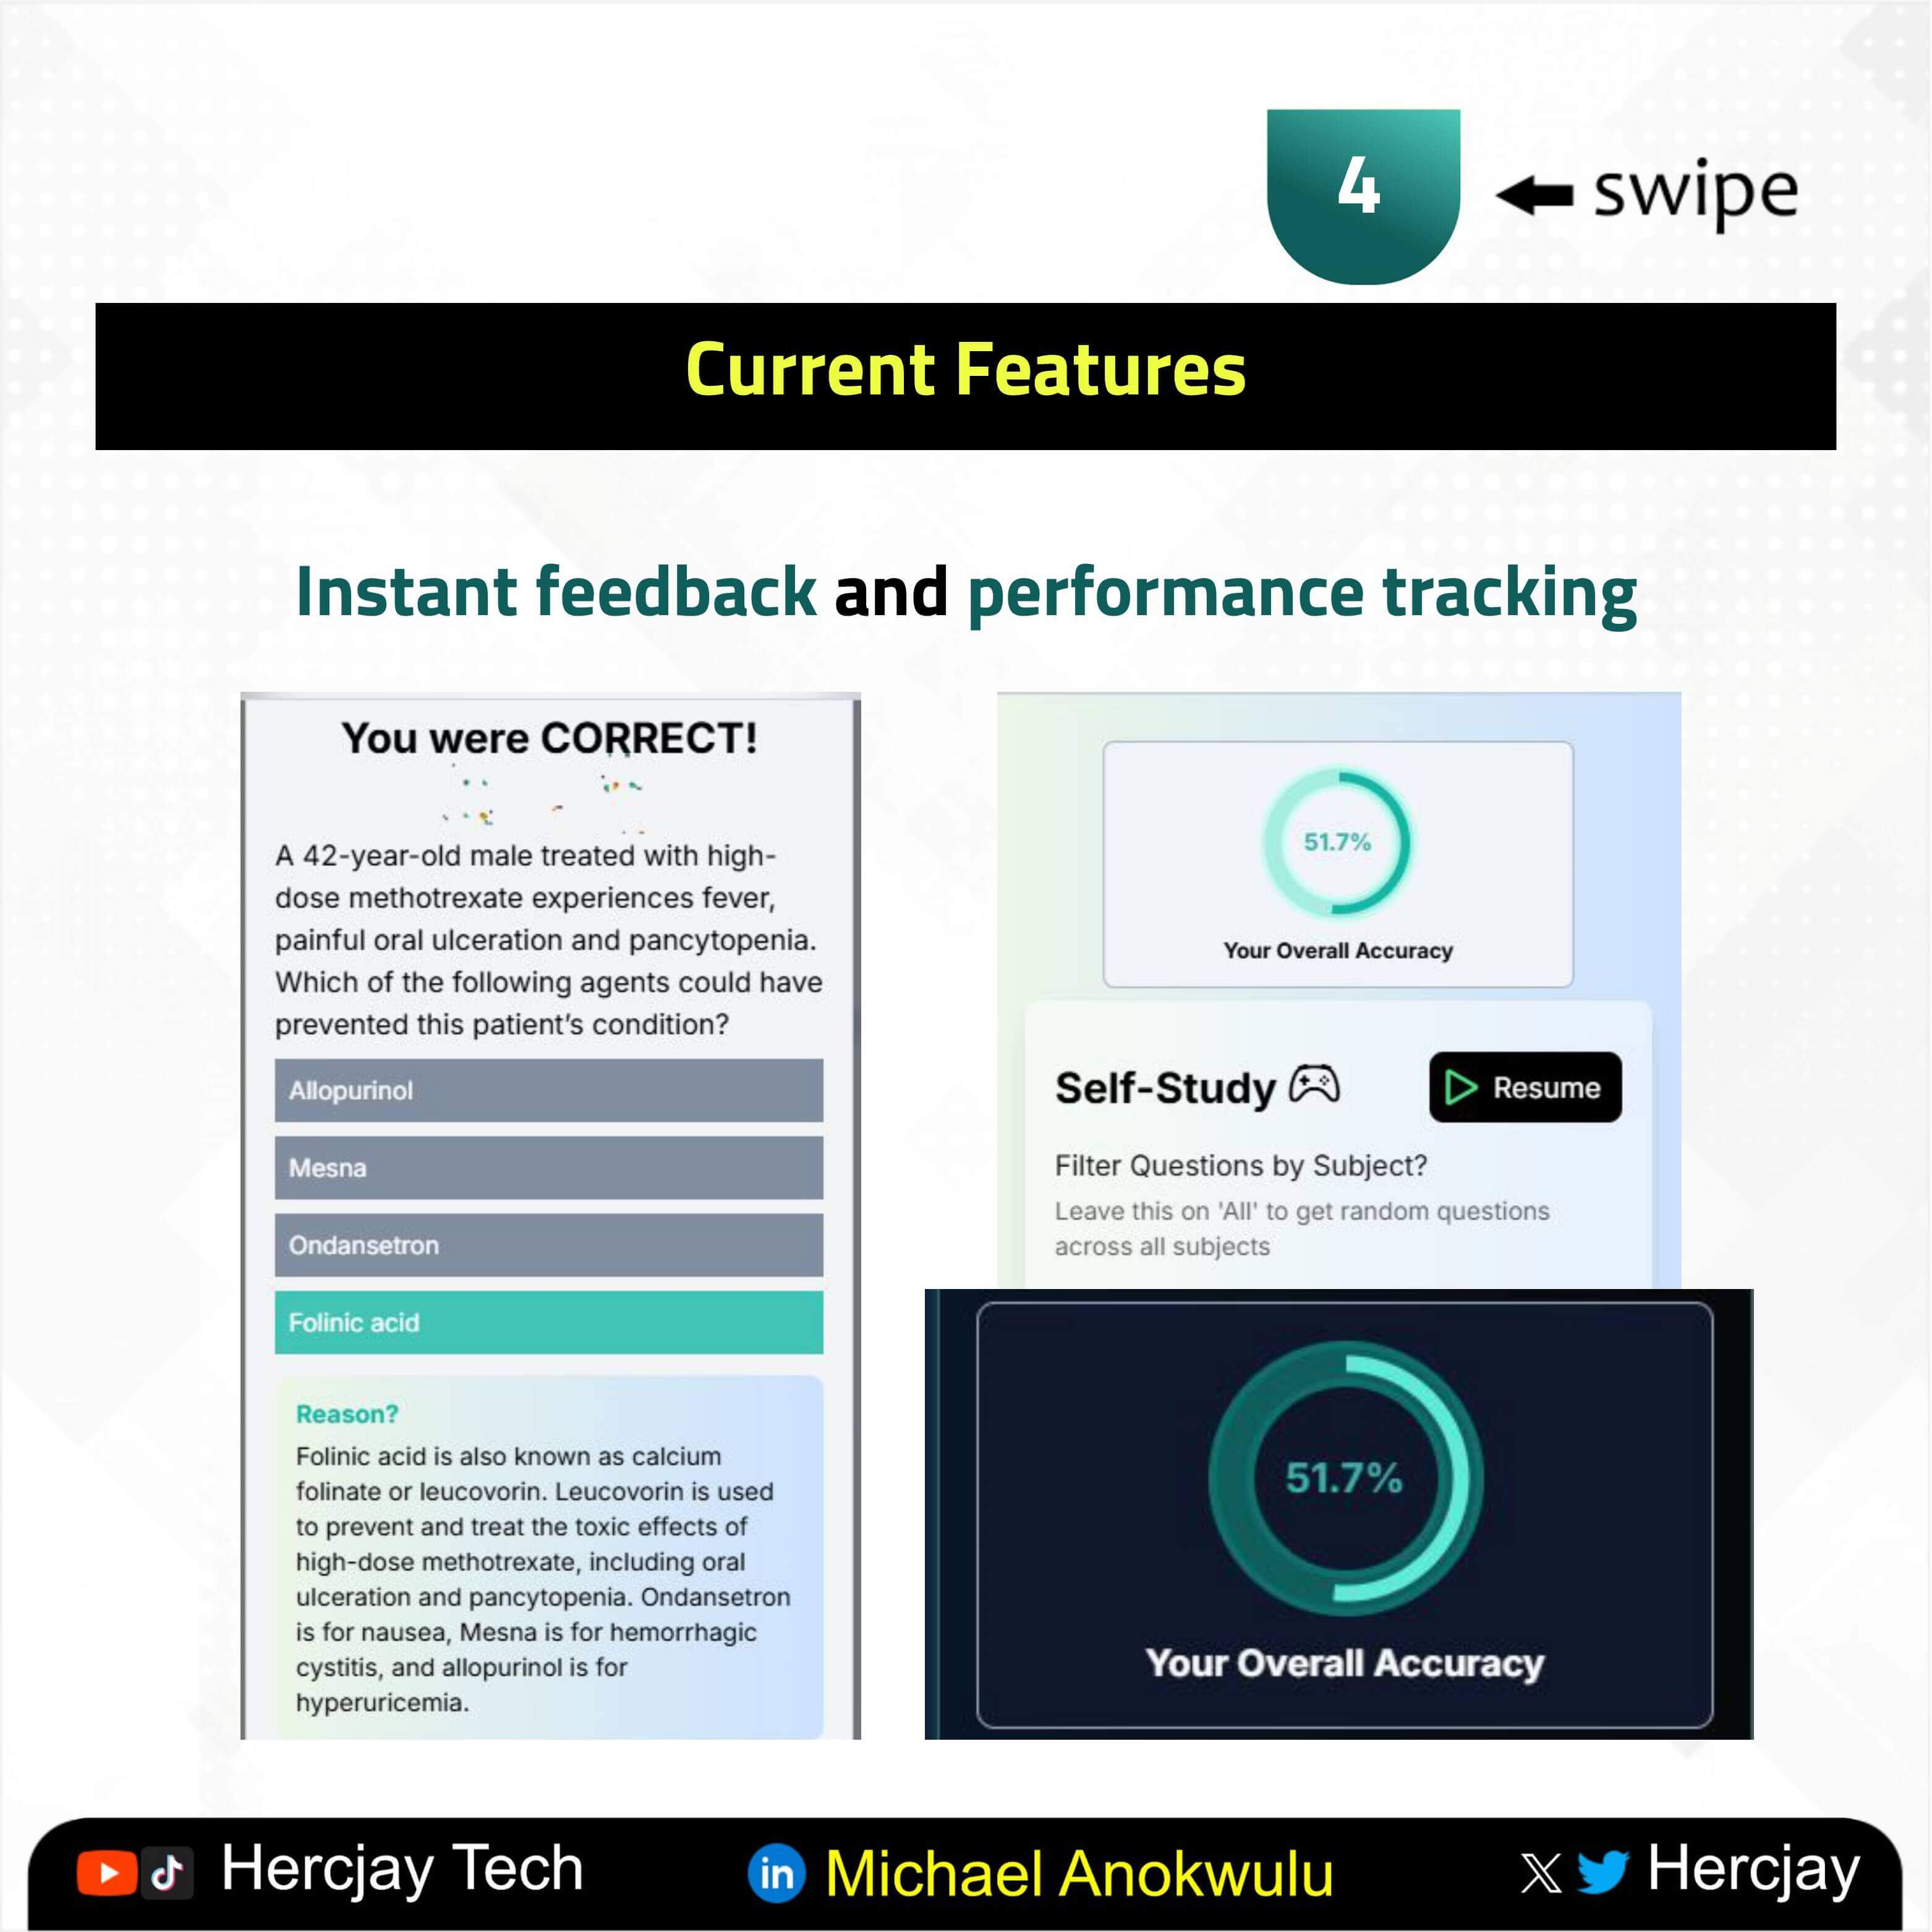 4
swipe
Current Features
Instant feedback and performance tracking
You were CORRECT!
A 42-year-old male treated with high-
dose methotrexate experiences fever,
painful oral ulceration and pancytopenia.
Which of the following agents could have
prevented this patient's condition?
Allopurinol
Mesna
Ondansetron
Folinic acid
Reason?
Folinic acid is also known as calcium
folinate or leucovorin. Leucovorin is used
to prevent and treat the toxic effects of
high-dose methotrexate, including oral
ulceration and pancytopenia. Ondansetron
is for nausea, Mesna is for hemorrhagic
cystitis, and allopurinol is for
hyperuricemia.
51.7%
Your Overall Accuracy
Self-Study
Resume
Filter Questions by Subject?
Leave this on 'All' to get random questions
across all subjects
51.7%
Your Overall Accuracy
Hercjay Tech
in Michael Anokwulu
X Hercjay